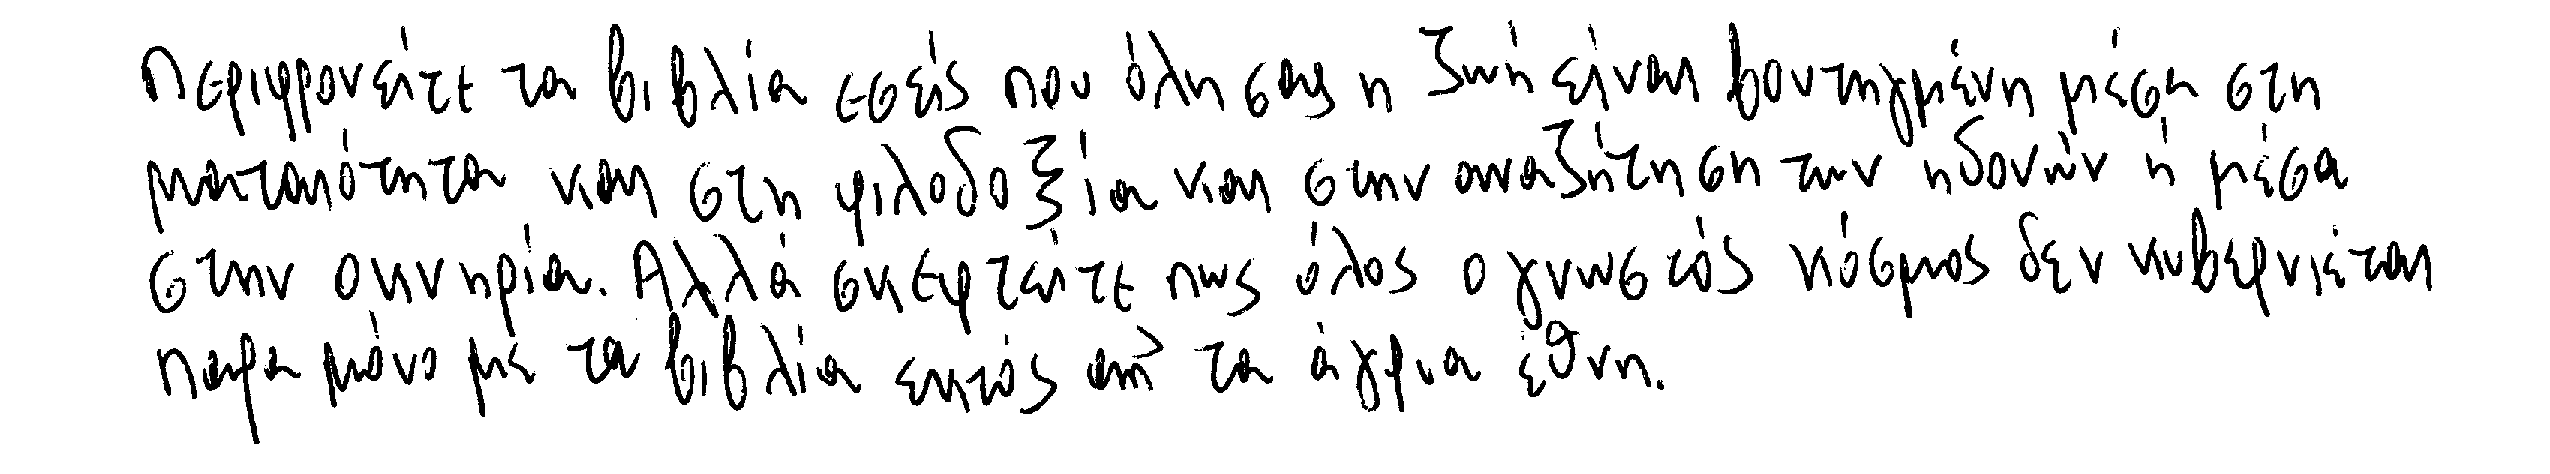 Περιφρονείτε τα βιβλία εσείς που όλη σας η ζωή είναι βουτηγμένη μέσα στη
ματαιότητα και στη φιλοδοξία και στην αναζήτηση των ηδονών ή μέσα
στην οκνηρία. Αλλά σκεφτείτε πως όλος ο γνωστός κόσμος δεν κυβερνιέται
παρα μόνο με τα βιβλία εκτός απ' τα άγρια έθνη.